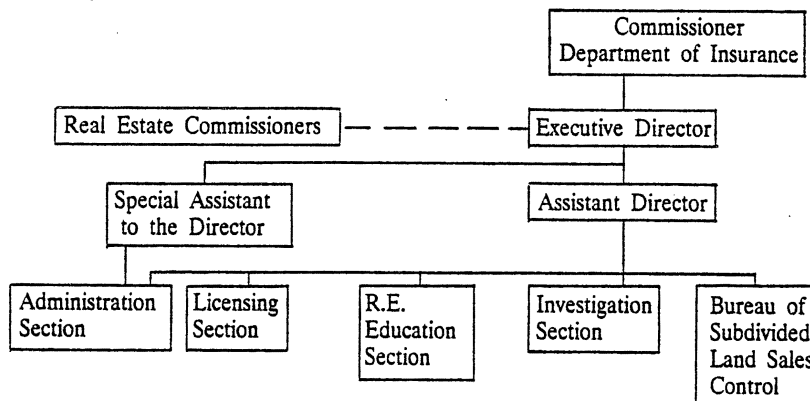 Commissioner
Department of Insurance
Real Estate Commissioners
Executive Director
Special Assistant
to the Director
Assistant Director
Administration
Section
Licensing
Section
R.E.
Education
Section
Investigation
Section
Bureau of
Subdivided
Land Sales
Control